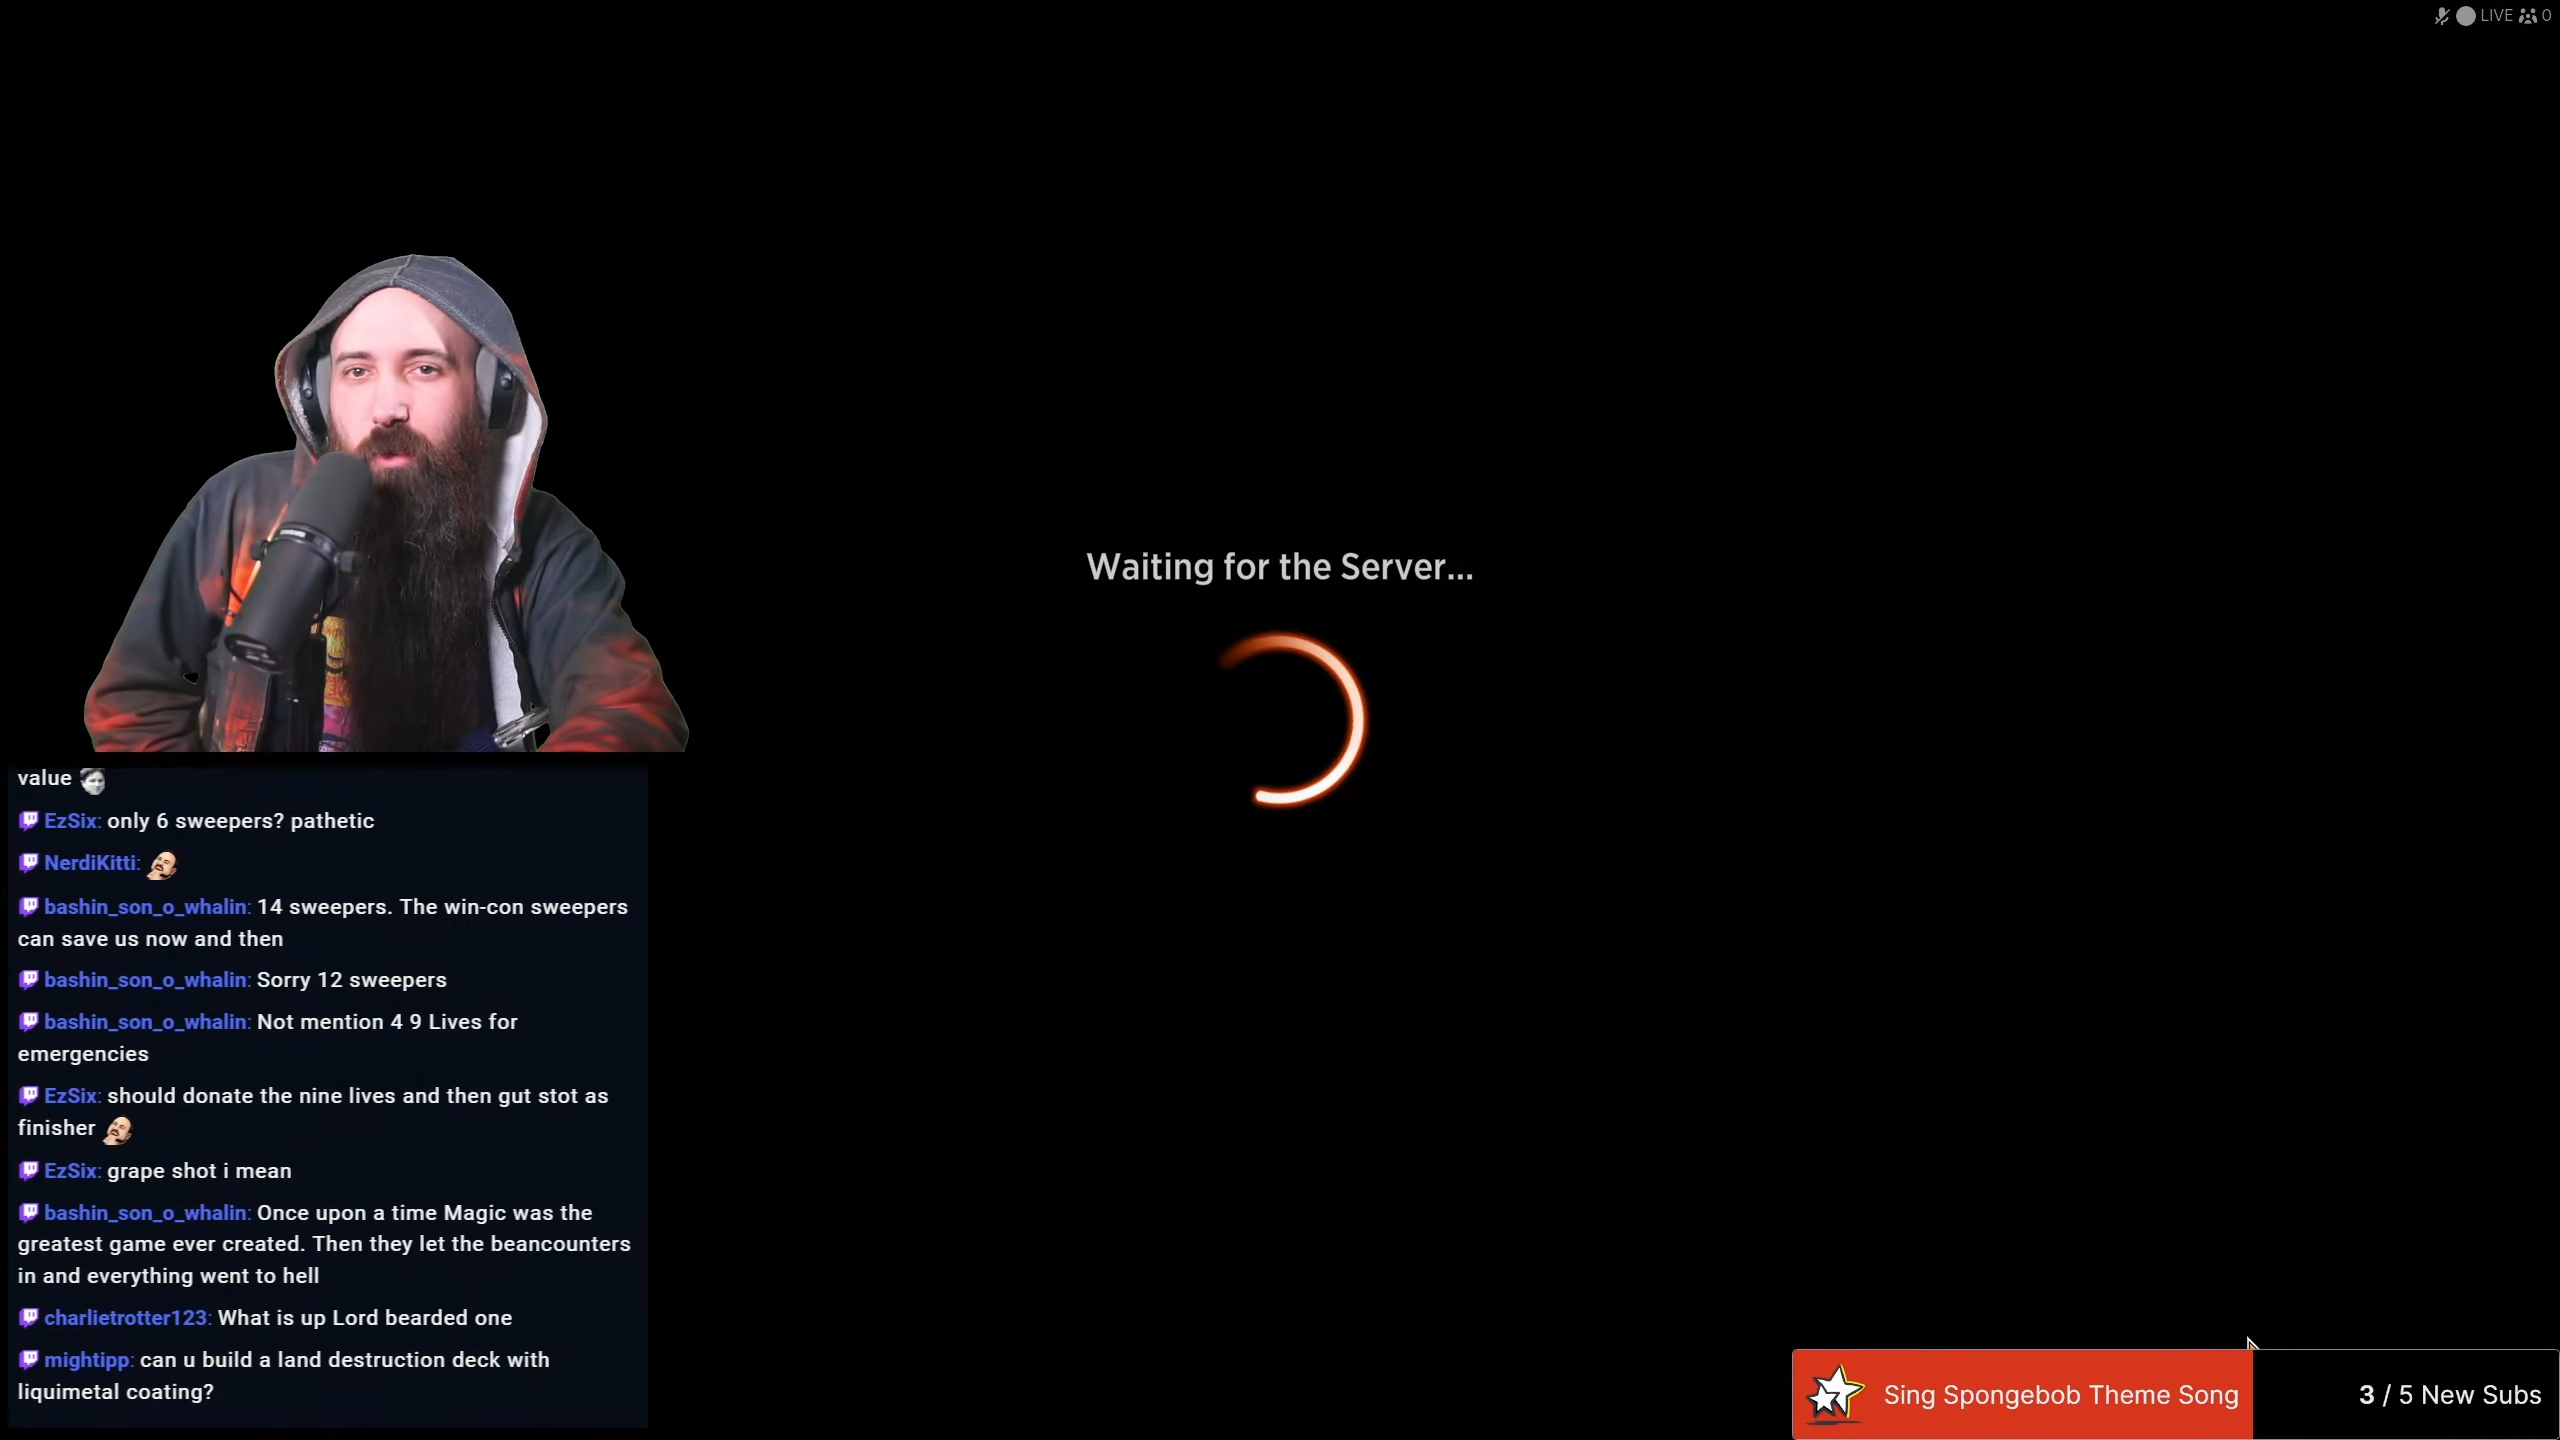 LIVE 0
Waiting for the Server...
value
EzSix: only 6 sweepers? pathetic
NerdiKitti:
bashin_son_o_whalin: 14 sweepers. The win-con sweepers
can save us now and then
bashin_son_o_whalin: Sorry 12 sweepers
bashin_son_o_whalin: Not mention 4 9 Lives for
emergencies
EzSix: should donate the nine lives and then gut stot as
finisher
EzSix: grape shot i mean
bashin_son_o_whalin: Once upon a time Magic was the
greatest game ever created. Then they let the beancounters
in and everything went to hell
charlietrotter123: What is up Lord bearded one
mightipp: can u build a land destruction deck with
liquimetal coating?
Sing Spongebob Theme Song 3 / 5 New Subs